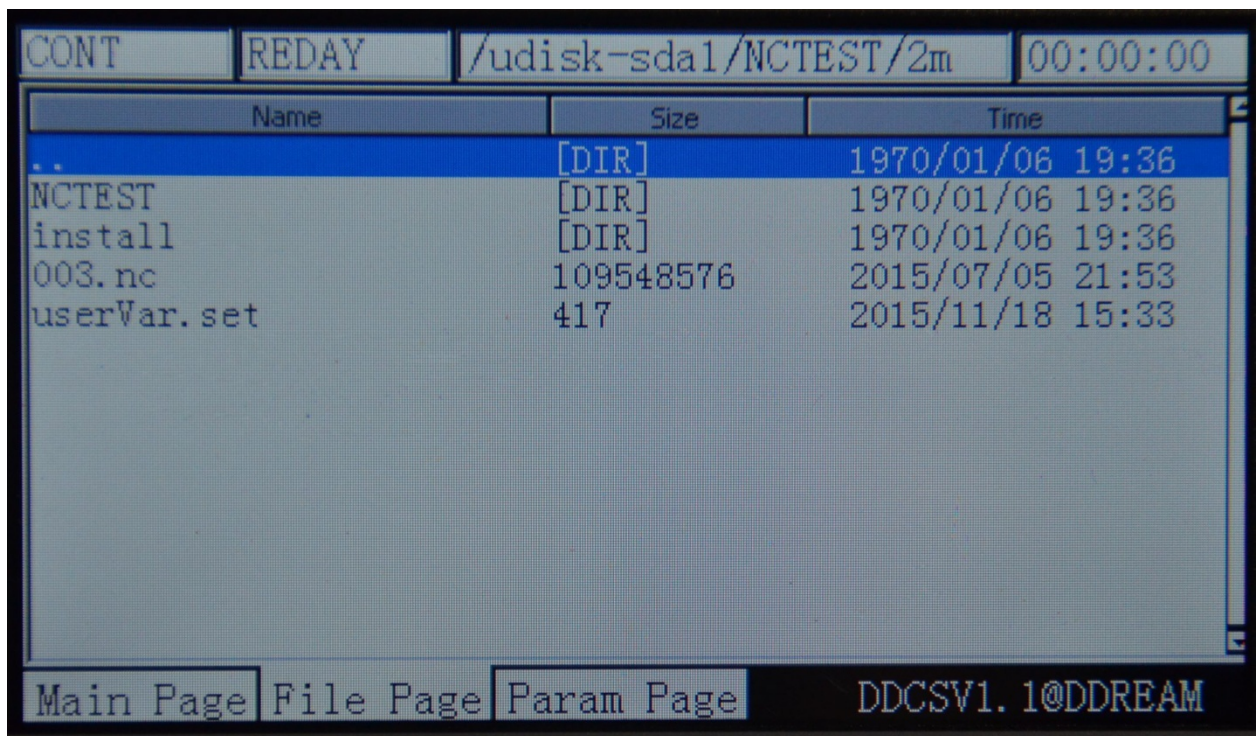 CONT REDAY /udisk-sda1/NCTEST/2m 00:00:00
Name Size Time
.. [DIR] 1970/01/06 19:36
NCTEST [DIR] 1970/01/06 19:36
install [DIR] 1970/01/06 19:36
003.nc 109548576 2015/07/05 21:53
userVar.set 417 2015/11/18 15:33
Main Page File Page Param Page DDCSV1.1@DDREAM